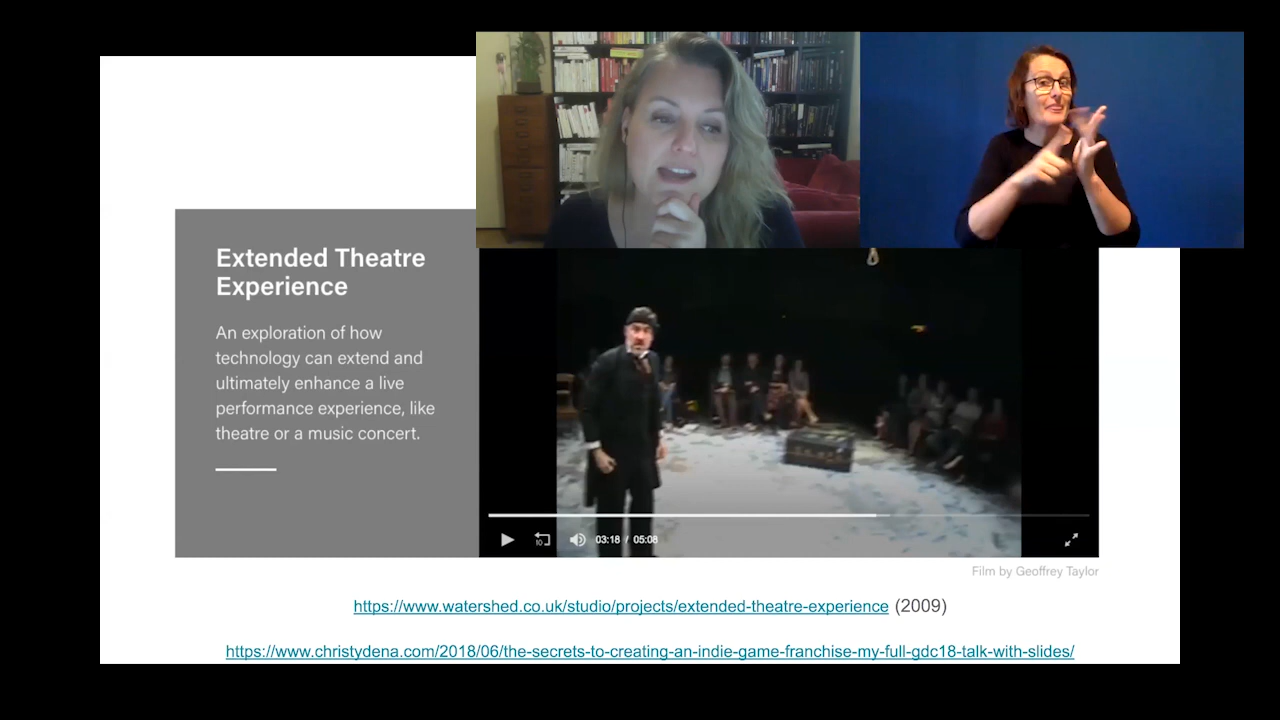 Extended Theatre
Experience
An exploration of how
technology can extend and
ultimately enhance a live
performance experience, like
theatre or a music concert.
10
03:18 / 05:08
Film by Geoffrey Taylor
https://www.watershed.co.uk/studio/projects/extended-theatre-experience (2009)
https://www.christydena.com/2018/06/the-secrets-to-creating-an-indie-game-franchise-my-full-gdc18-talk-with-slides/